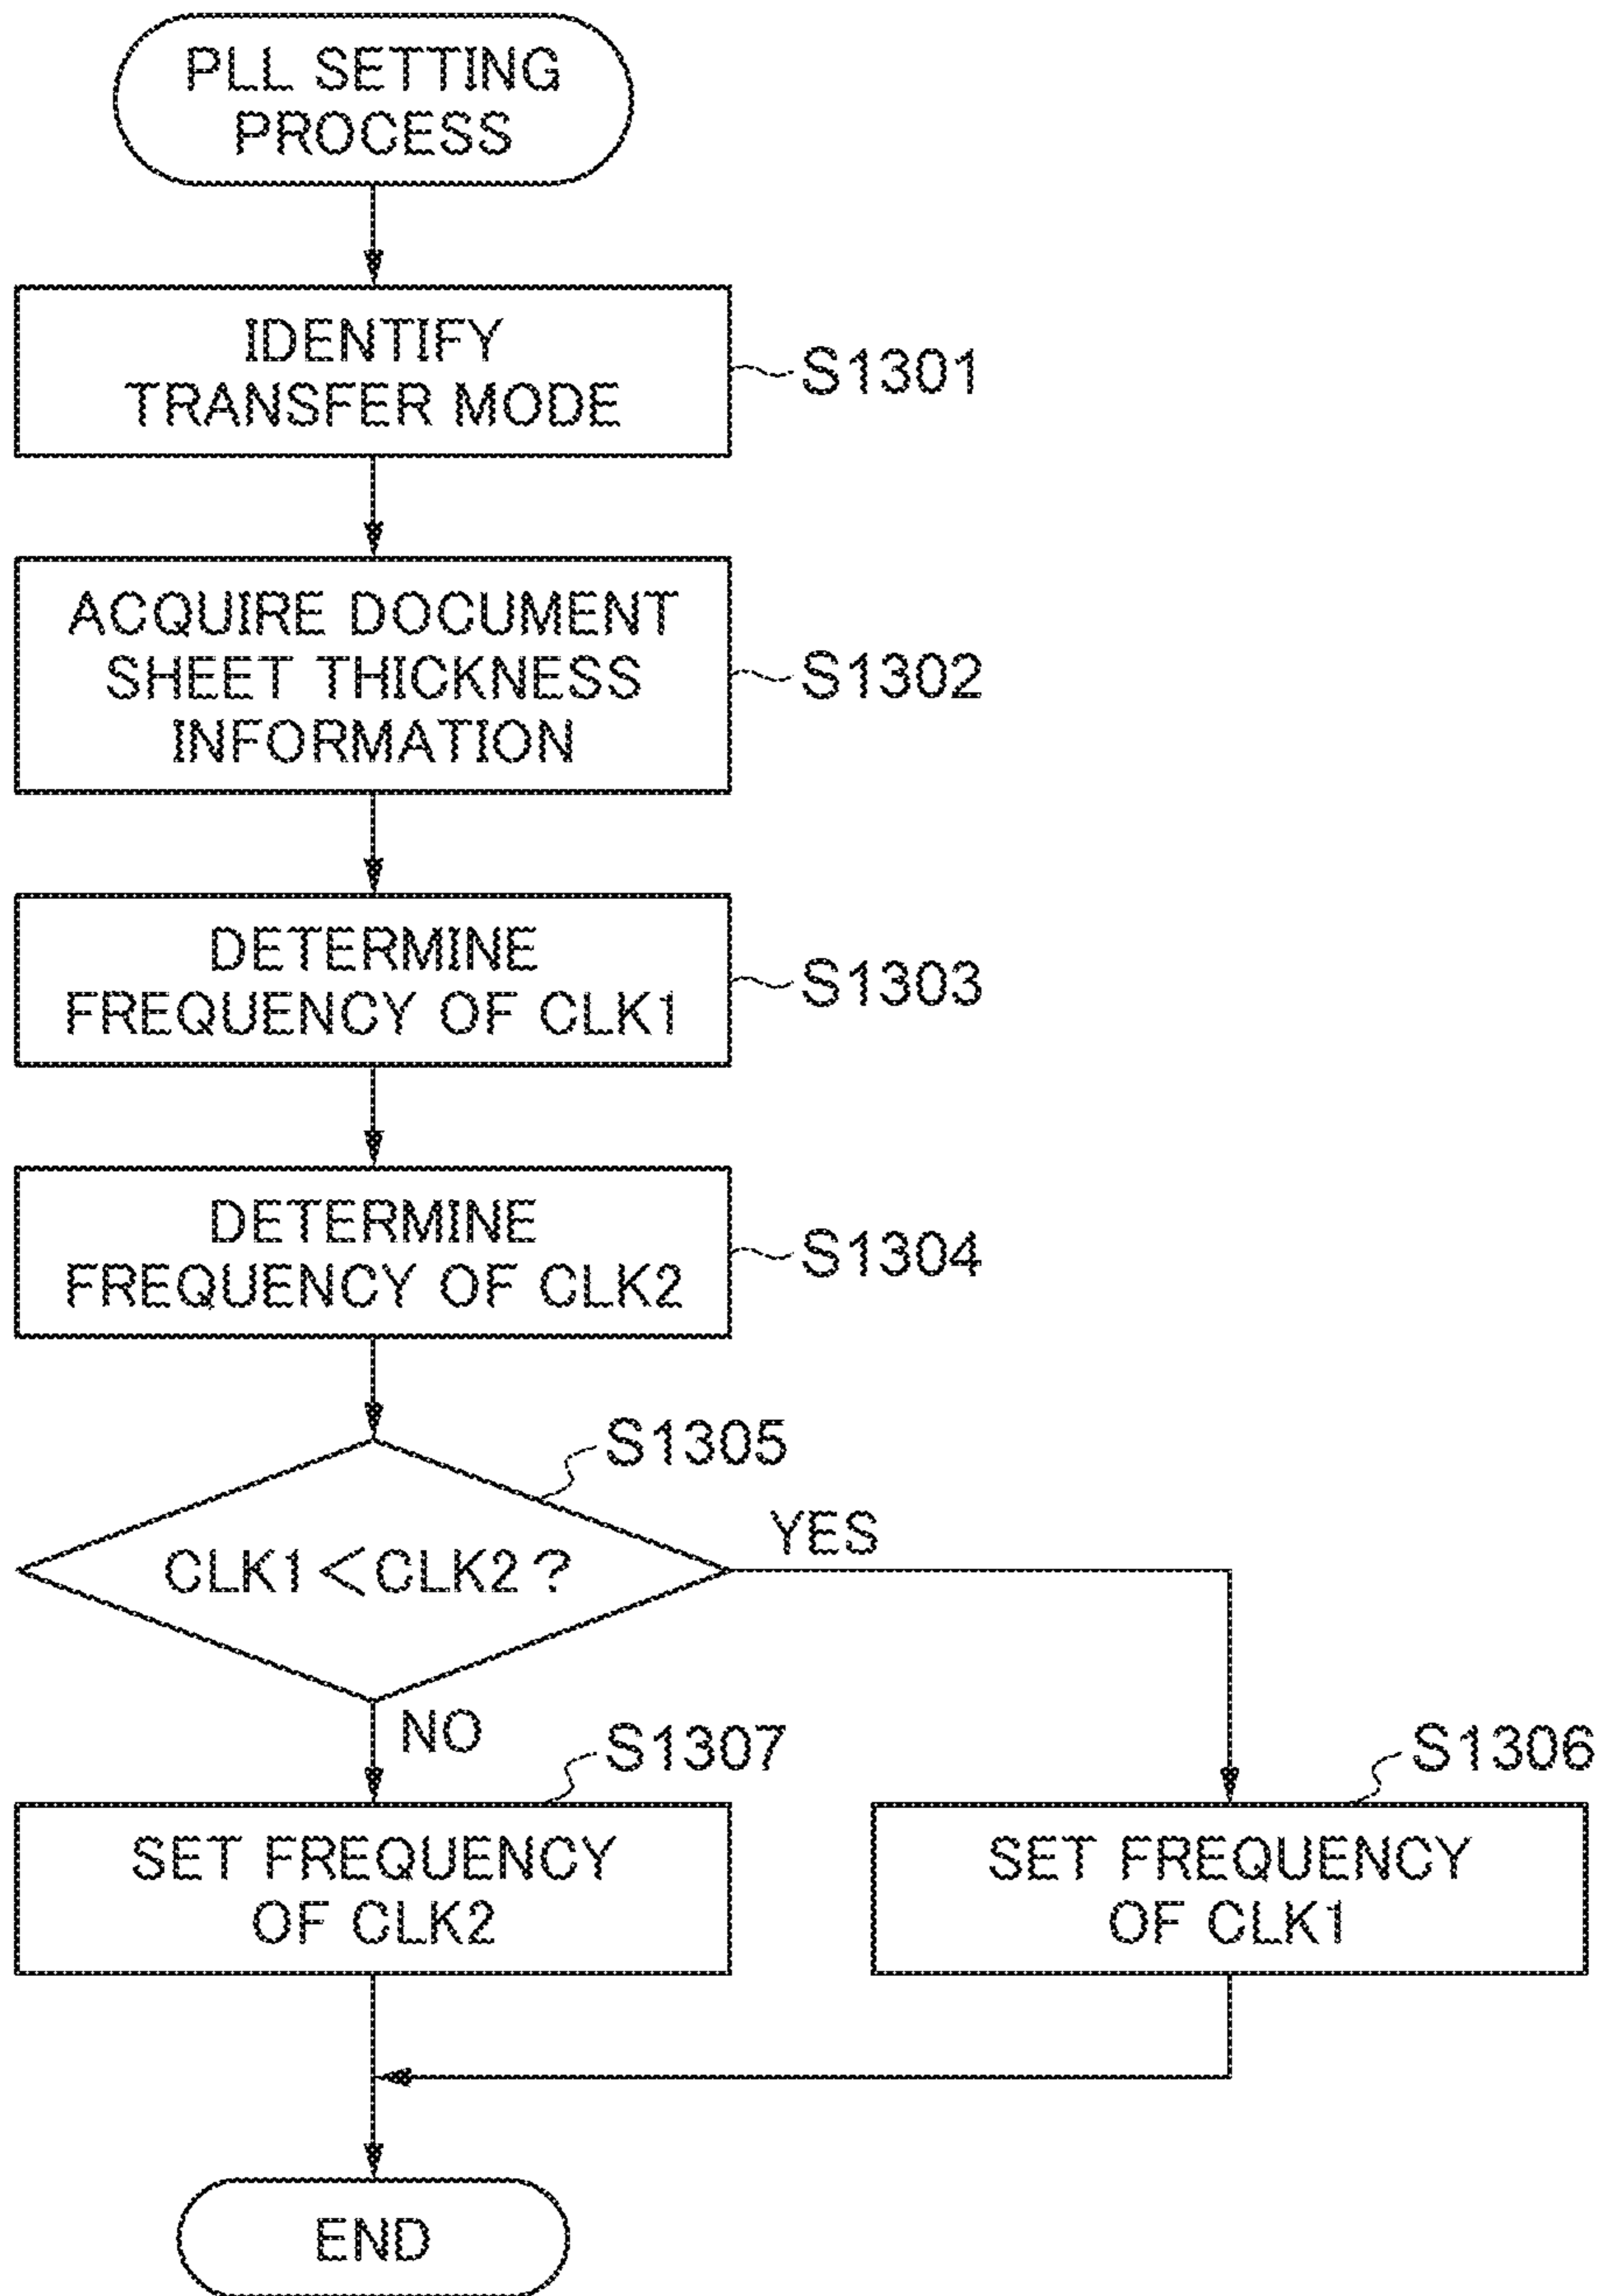 PLL SETTING
PROCESS
IDENTIFY
TRANSFER MODE
S1301
ACQUIRE DOCUMENT
SHEET THICKNESS
INFORMATION
S1302
DETERMINE
FREQUENCY OF CLK1
S1303
DETERMINE
FREQUENCY OF CLK2
S1304
S1305
CLK1<CLK2?
YES
NO
S1307
SET FREQUENCY
OF CLK2
S1306
SET FREQUENCY
OF CLK1
END